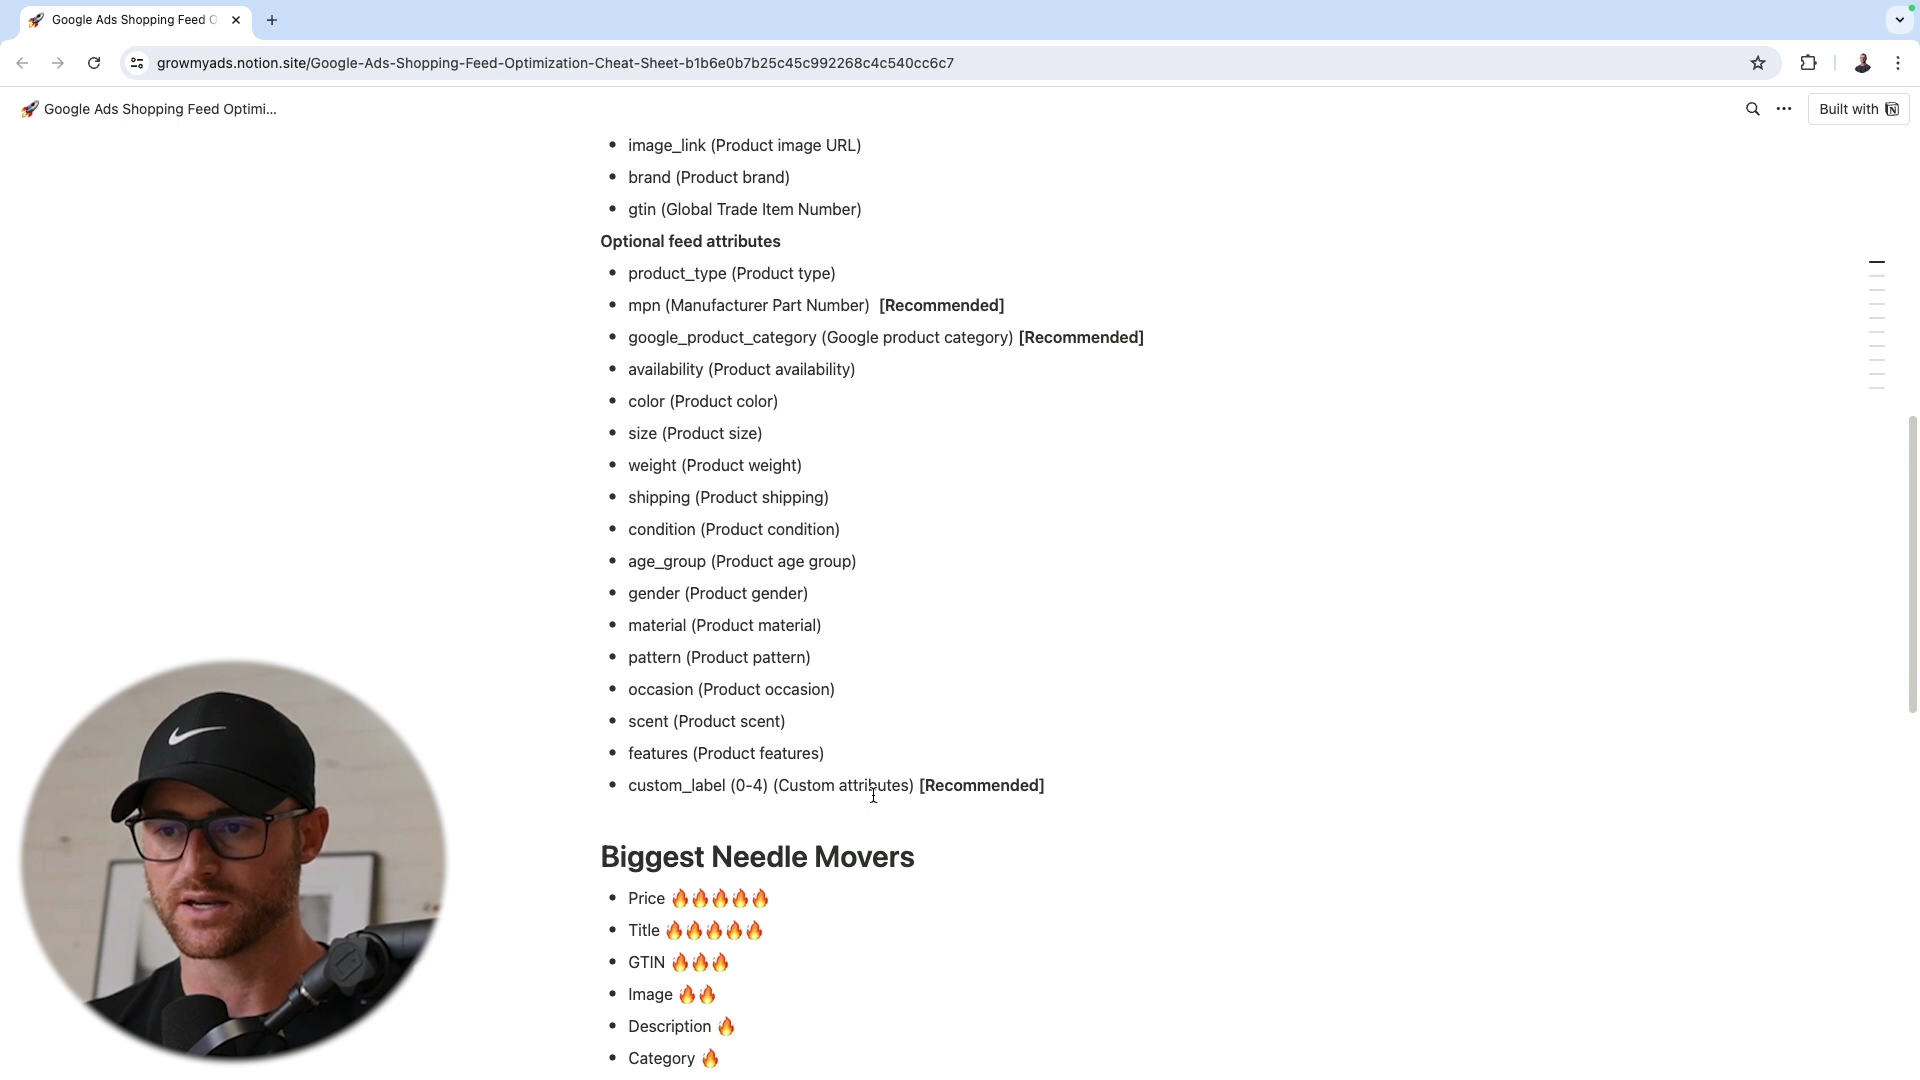 Google Ads Shopping Feed O
growmyads.notion.site/Google-Ads-Shopping-Feed-Optimization-Cheat-Sheet-b1b6e0b7b25c45c992268c4c540cc6c7
🚀 Google Ads Shopping Feed Optimi...
Built with
• image_link (Product image URL)
• brand (Product brand)
• gtin (Global Trade Item Number)
Optional feed attributes
• product_type (Product type)
• mpn (Manufacturer Part Number) [Recommended]
• google_product_category (Google product category) [Recommended]
• availability (Product availability)
• color (Product color)
• size (Product size)
• weight (Product weight)
• shipping (Product shipping)
• condition (Product condition)
• age_group (Product age group)
• gender (Product gender)
• material (Product material)
• pattern (Product pattern)
• occasion (Product occasion)
• scent (Product scent)
• features (Product features)
• custom_label (0-4) (Custom attributes) [Recommended]
Biggest Needle Movers
• Price 🔥🔥🔥🔥🔥
• Title 🔥🔥🔥🔥🔥
• GTIN 🔥🔥🔥
• Image 🔥🔥
• Description 🔥
• Category 🔥